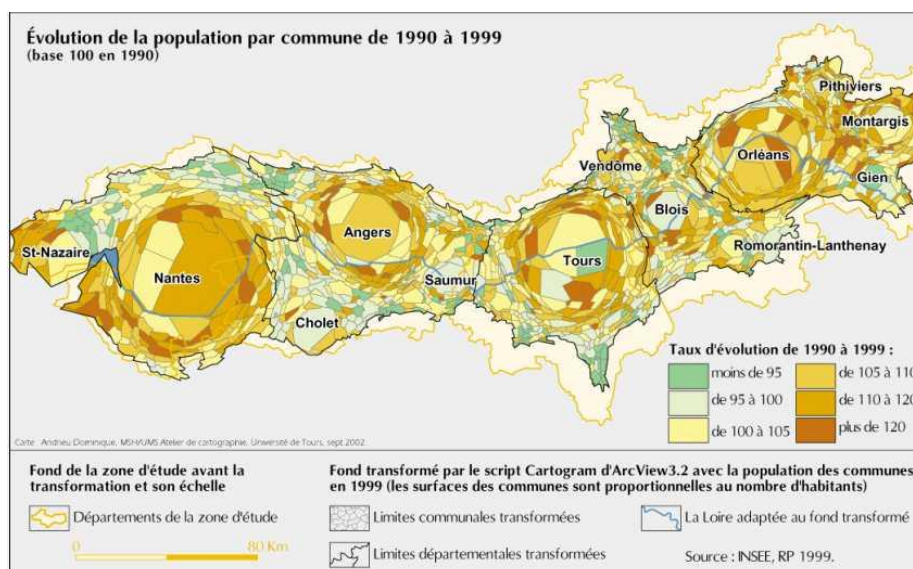 Évolution de la population par commune de 1990 à 1999
(base 100 en 1990)
Pithiviers
Montargis
Orléans
Vendôme
Gien
Blois
Angers
St-Nazaire
Romorantin-Lanthenay
Tours
Nantes
Saumur
Cholet
Taux d'évolution de 1990 à 1999 :
moins de 95
de 105 à 110
de 95 à 100
de 110 à 120
de 100 à 105
plus de 120
Carte : Andrieu Dominique, MSH/UMS Atelier de cartographie, Université de Tours, sept 2002.
Fond de la zone d'étude avant la
transformation et son échelle
Départements de la zone d'étude
0 80 Km
Fond transformé par le script Cartogram d'ArcView3.2 avec la population des communes
en 1999 (les surfaces des communes sont proportionnelles au nombre d'habitants)
Limites communales transformées
La Loire adaptée au fond transformé
Limites départementales transformées
Source : INSEE, RP 1999.